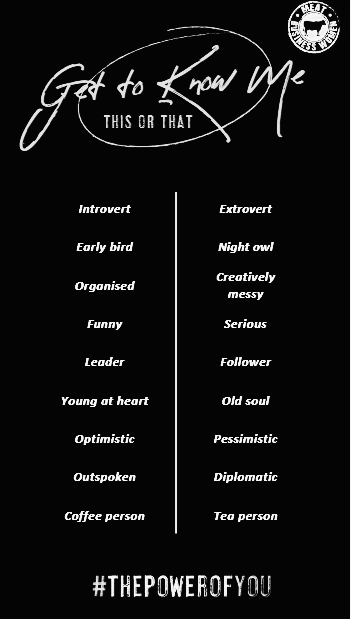 MEAT
BUSINESS WOMEN
Get to Know Me
THIS OR THAT
Introvert Extrovert
Early bird Night owl
Organised Creatively
messy
Funny Serious
Leader Follower
Young at heart Old soul
Optimistic Pessimistic
Outspoken Diplomatic
Coffee person Tea person
#THEPOWEROFYOU